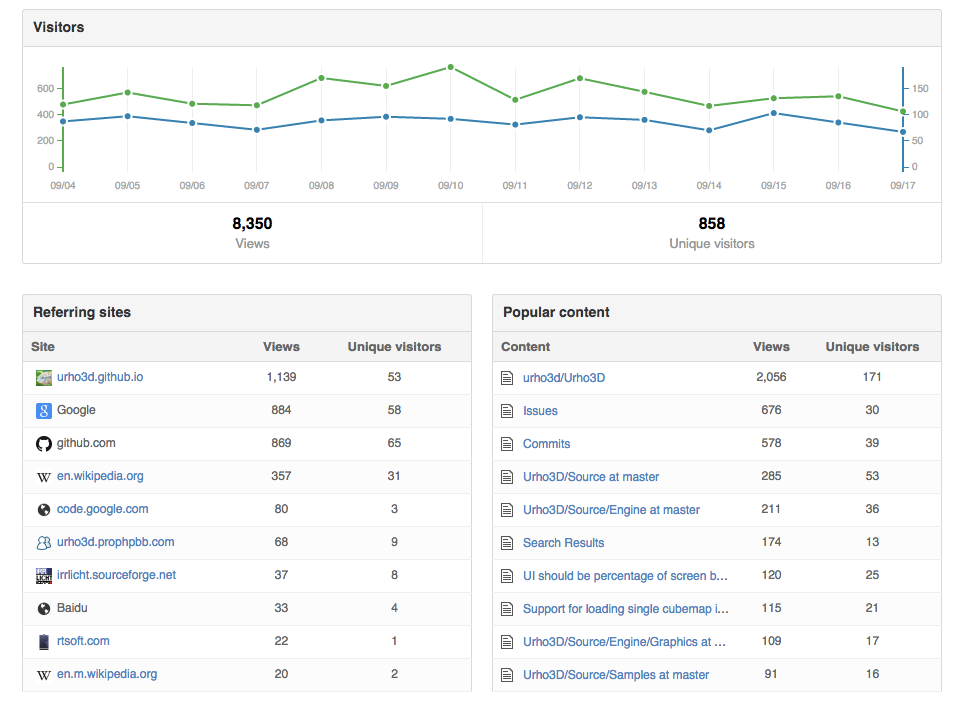 Visitors
600 150
400 100
200 50
0 0
09/04 09/05 09/06 09/07 09/08 09/09 09/10 09/11 09/12 09/13 09/14 09/15 09/16 09/17
8,350 858
Views Unique visitors
Referring sites
Site Views Unique visitors
urho3d.github.io 1,139 53
Google 884 58
github.com 869 65
en.wikipedia.org 357 31
code.google.com 80 3
urho3d.prophpbb.com 68 9
irrlicht.sourceforge.net 37 8
Baidu 33 4
rtsoft.com 22 1
en.m.wikipedia.org 20 2
Popular content
Content Views Unique visitors
urho3d/Urho3D 2,056 171
Issues 676 30
Commits 578 39
Urho3D/Source at master 285 53
Urho3D/Source/Engine at master 211 36
Search Results 174 13
UI should be percentage of screen b... 120 25
Support for loading single cubemap i... 115 21
Urho3D/Source/Engine/Graphics at ... 109 17
Urho3D/Source/Samples at master 91 16